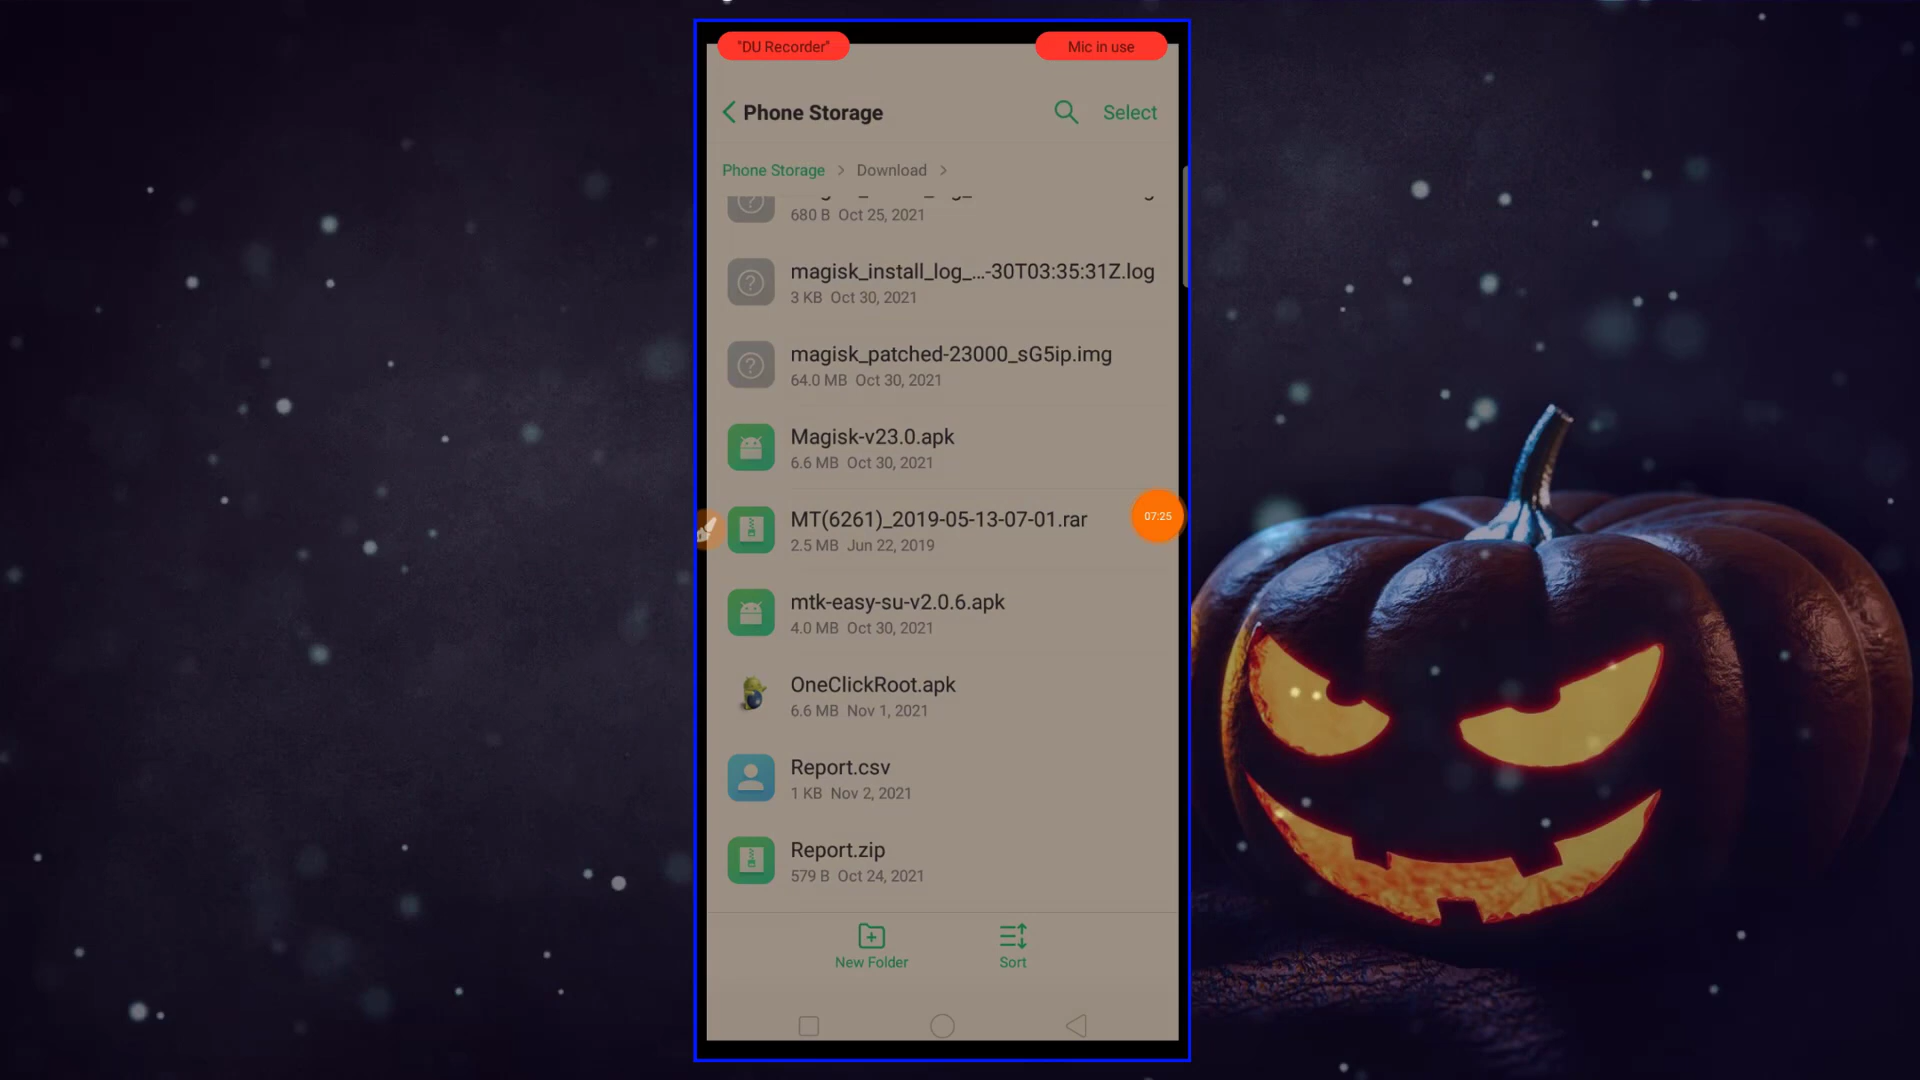 "DU Recorder"
Mic in use
Phone Storage
Select
Phone Storage > Download >
680 B Oct 25, 2021
magisk_install_log_...-30T03:35:31Z.log
3 KB Oct 30, 2021
magisk_patched-23000_sG5ip.img
64.0 MB Oct 30, 2021
Magisk-v23.0.apk
6.6 MB Oct 30, 2021
MT(6261)_2019-05-13-07-01.rar
2.5 MB Jun 22, 2019
07:25
mtk-easy-su-v2.0.6.apk
4.0 MB Oct 30, 2021
OneClickRoot.apk
6.6 MB Nov 1, 2021
Report.csv
1 KB Nov 2, 2021
Report.zip
579 B Oct 24, 2021
New Folder
Sort